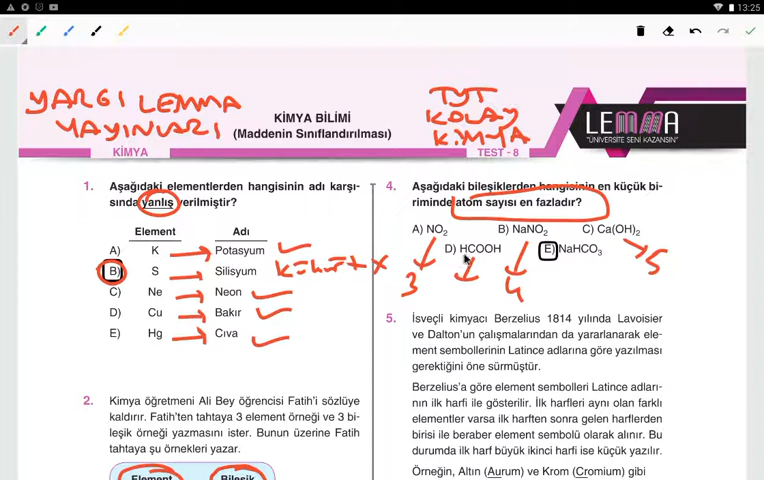 13:25
YARGI LEMMA
YAYINLARI
KİMYA BİLİMİ
(Maddenin Sınıflandırılması)
TYT
KOLAY
KİMYA
LEMMA
"ÜNİVERSİTE SENİ KAZANSIN"
KİMYA
TEST - 8
1. Aşağıdaki elementlerden hangisinin adı karşı-
sında yanlış verilmiştir?
Element Adı
A) K Potasyum
B) S Silisyum
C) Ne Neon
D) Cu Bakır
E) Hg Cıva
2. Kimya öğretmeni Ali Bey öğrencisi Fatih'i sözlüye
kaldırır. Fatih'ten tahtaya 3 element örneği ve 3 bi-
leşik örneği yazmasını ister. Bunun üzerine Fatih
tahtaya şu örnekleri yazar.
Element Bileşik
4. Aşağıdaki bileşiklerden hangisinin en küçük bi-
riminde atom sayısı en fazladır?
A) NO₂ B) NaNO₂ C) Ca(OH)₂
D) HCOOH E) NaHCO₃
3 4 5
5. İsveçli kimyacı Berzelius 1814 yılında Lavoisier
ve Dalton'un çalışmalarından da yararlanarak ele-
ment sembollerinin Latince adlarına göre yazılması
gerektiğini öne sürmüştür.
Berzelius'a göre element sembolleri Latince adları-
nın ilk harfi ile gösterilir. İlk harfleri aynı olan farklı
elementler varsa ilk harften sonra gelen harflerden
birisi ile beraber element sembolü olarak alınır. Bu
durumda ilk harf büyük ikinci harf ise küçük yazılır.
Örneğin, Altın (Aurum) ve Krom (Cromium) gibi